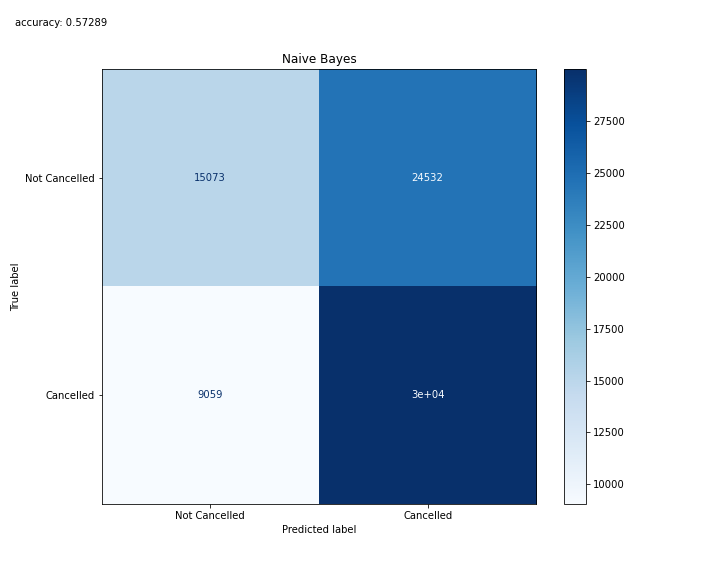 accuracy: 0.57289
Naive Bayes
Not Cancelled
15073
24532
Cancelled
9059
3e+04
True label
Not Cancelled
Cancelled
Predicted label
27500
25000
22500
20000
17500
15000
12500
10000